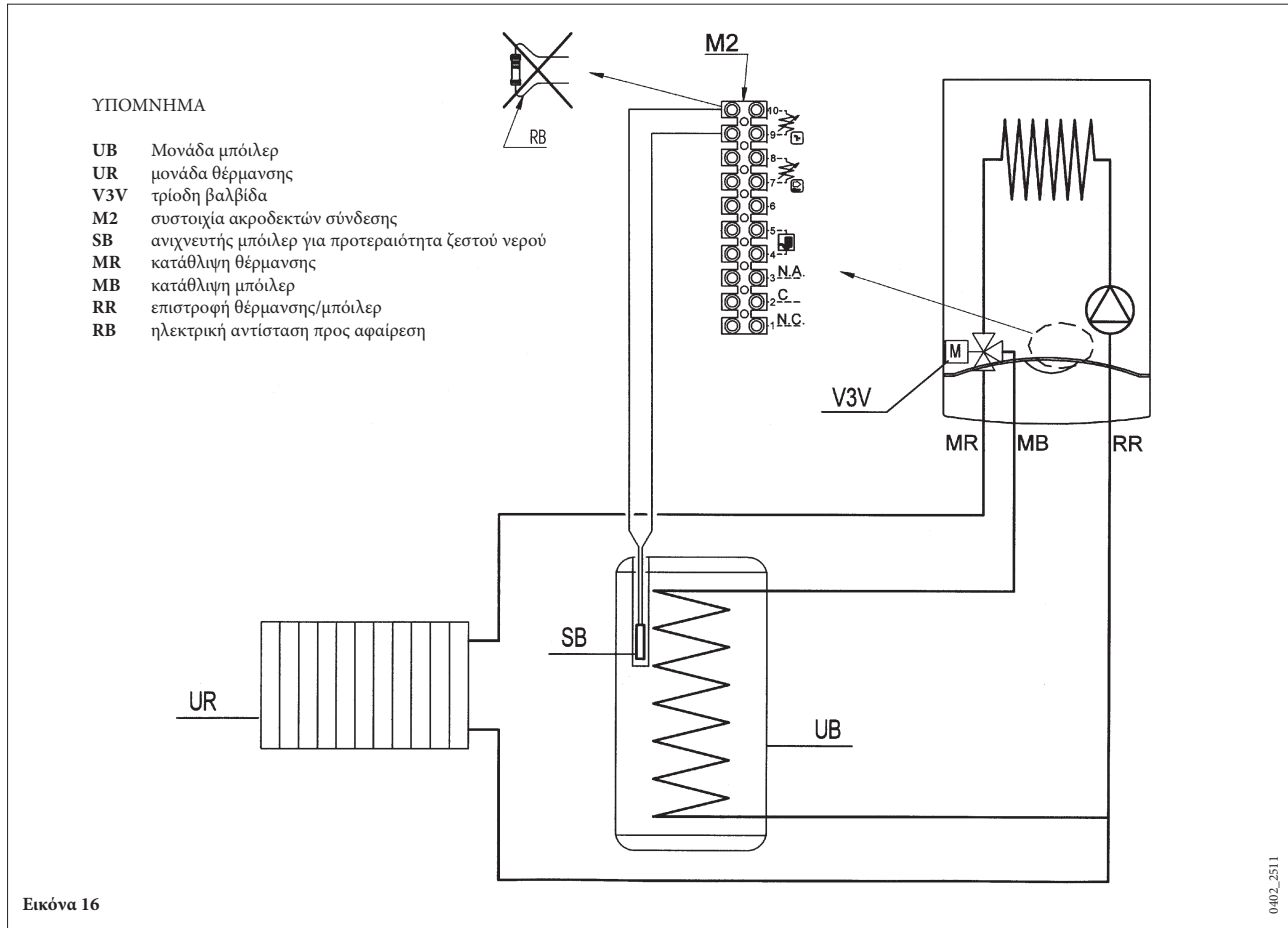 M2
RB
ΥΠΟΜΝΗΜΑ
UB Μονάδα μπόιλερ
UR μονάδα θέρμανσης
V3V τρίοδη βαλβίδα
M2 συστοιχία ακροδεκτών σύνδεσης
SB ανιχνευτής μπόιλερ για προτεραιότητα ζεστού νερού
MR κατάθλιψη θέρμανσης
MB κατάθλιψη μπόιλερ
RR επιστροφή θέρμανσης/μπόιλερ
RB ηλεκτρική αντίσταση προς αφαίρεση
10
9
8
7
6
5
4
3 N.A.
2 C
1 N.C.
M
V3V
MR MB RR
SB
UR
UB
Εικόνα 16
0402_2511